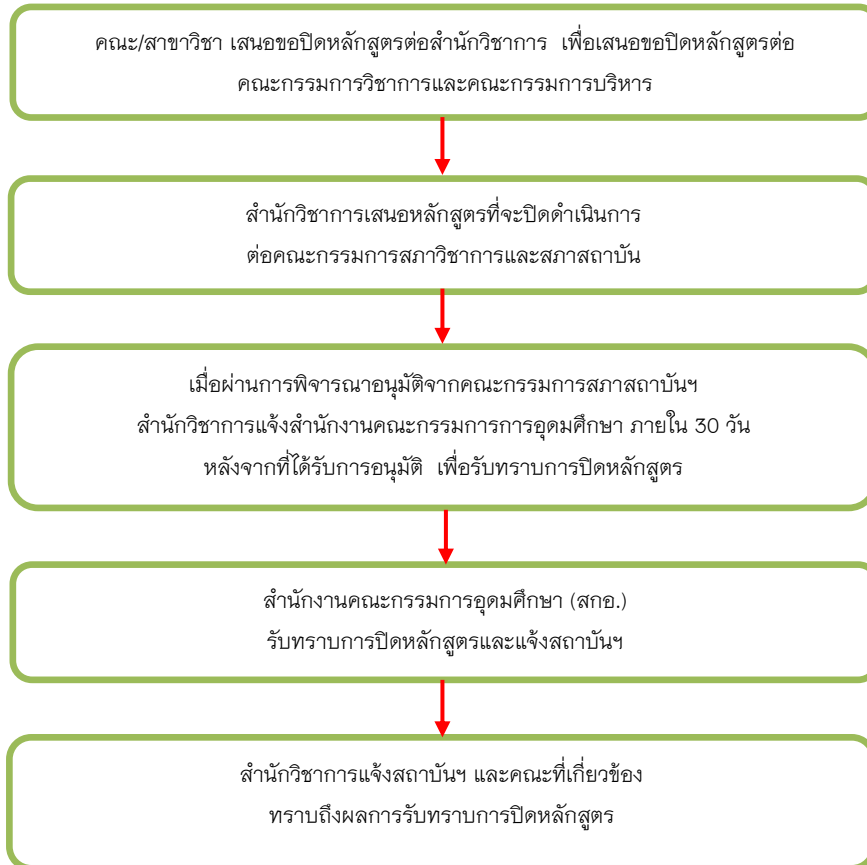 คณะ/สาขาวิชา เสนอขอปิดหลักสูตรต่อสำนักวิชาการ  เพื่อเสนอขอปิดหลักสูตรต่อ
คณะกรรมการวิชาการและคณะกรรมการบริหาร
สำนักวิชาการเสนอหลักสูตรที่จะปิดดำเนินการ
ต่อคณะกรรมการสภาวิชาการและสภาสถาบัน
เมื่อผ่านการพิจารณาอนุมัติจากคณะกรรมการสภาสถาบันฯ
สำนักวิชาการแจ้งสำนักงานคณะกรรมการการอุดมศึกษา ภายใน 30 วัน
หลังจากที่ได้รับการอนุมัติ  เพื่อรับทราบการปิดหลักสูตร
สำนักงานคณะกรรมการอุดมศึกษา (สกอ.)
รับทราบการปิดหลักสูตรและแจ้งสถาบันฯ
สำนักวิชาการแจ้งสถาบันฯ และคณะที่เกี่ยวข้อง
ทราบถึงผลการรับทราบการปิดหลักสูตร